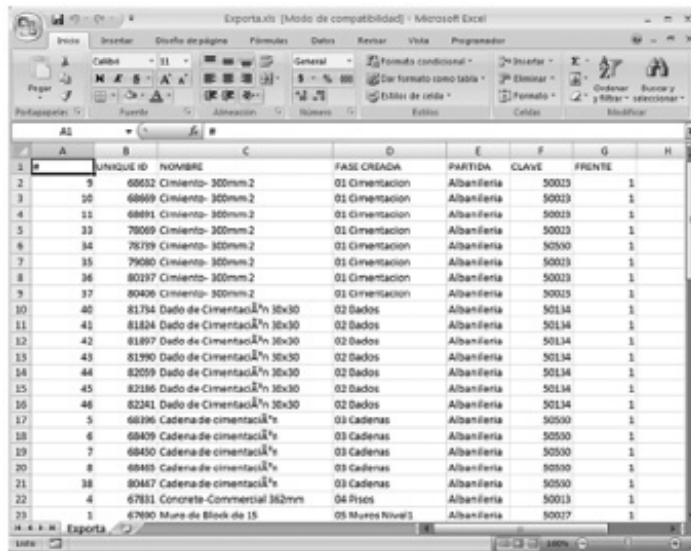 Exporta.xls [Modo de compatibilidad] - Microsoft Excel
Inicio Insertar Diseño de página Fórmulas Datos Revisar Vista Programador
Pegar
Calibri 11
N K S
General
$ % 000
Formato condicional
Dar formato como tabla
Estilos de celda
Insertar
Eliminar
Formato
Ordenar y filtrar
Buscar y seleccionar
Portapapeles Fuente Alineación Número Estilos Celdas Modificar
A1 fx #
A B C D E F G H
1 # UNIQUE ID NOMBRE FASE CREADA PARTIDA CLAVE FRENTE
2 9 68632 Cimiento- 300mm:2 01 Cimentacion Albanileria 50023 1
3 10 68669 Cimiento- 300mm:2 01 Cimentacion Albanileria 50023 1
4 11 68691 Cimiento- 300mm:2 01 Cimentacion Albanileria 50023 1
5 33 78069 Cimiento- 300mm:2 01 Cimentacion Albanileria 50023 1
6 34 78739 Cimiento- 300mm:2 01 Cimentacion Albanileria 50550 1
7 35 79080 Cimiento- 300mm:2 01 Cimentacion Albanileria 50023 1
8 36 80197 Cimiento- 300mm:2 01 Cimentacion Albanileria 50023 1
9 37 80406 Cimiento- 300mm:2 01 Cimentacion Albanileria 50023 1
10 40 81734 Dado de CimentaciÃ³n 30x30 02 Dados Albanileria 50134 1
11 41 81824 Dado de CimentaciÃ³n 30x30 02 Dados Albanileria 50134 1
12 42 81897 Dado de CimentaciÃ³n 30x30 02 Dados Albanileria 50134 1
13 43 81990 Dado de CimentaciÃ³n 30x30 02 Dados Albanileria 50134 1
14 44 82059 Dado de CimentaciÃ³n 30x30 02 Dados Albanileria 50134 1
15 45 82186 Dado de CimentaciÃ³n 30x30 02 Dados Albanileria 50134 1
16 46 82241 Dado de CimentaciÃ³n 30x30 02 Dados Albanileria 50134 1
17 5 68396 Cadena de cimentaciÃ³n 03 Cadenas Albanileria 50550 1
18 6 68409 Cadena de cimentaciÃ³n 03 Cadenas Albanileria 50550 1
19 7 68450 Cadena de cimentaciÃ³n 03 Cadenas Albanileria 50550 1
20 8 68465 Cadena de cimentaciÃ³n 03 Cadenas Albanileria 50550 1
21 38 80467 Cadena de cimentaciÃ³n 03 Cadenas Albanileria 50550 1
22 4 67831 Concrete-Commercial 362mm 04 Pisos Albanileria 50013 1
23 1 67690 Muro de Block de 15 05 Muros Nivel1 Albanileria 50027 1
Exporta
Listo 100%